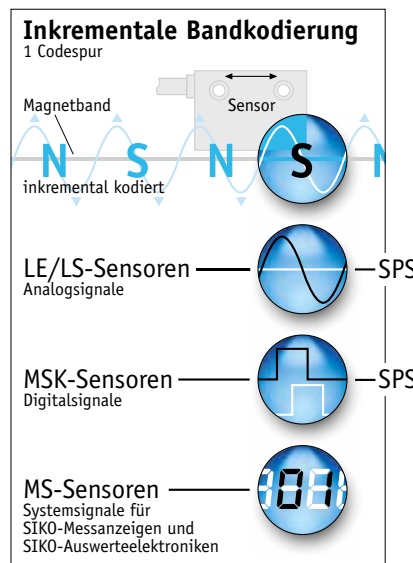 Inkrementale Bandkodierung
1 Codespur
Magnetband
Sensor
N S N S N
inkremental kodiert
LE/LS-Sensoren SPS
Analogsignale
MSK-Sensoren SPS
Digitalsignale
MS-Sensoren 01
Systemsignale für
SIKO-Messanzeigen und
SIKO-Auswerteelektroniken